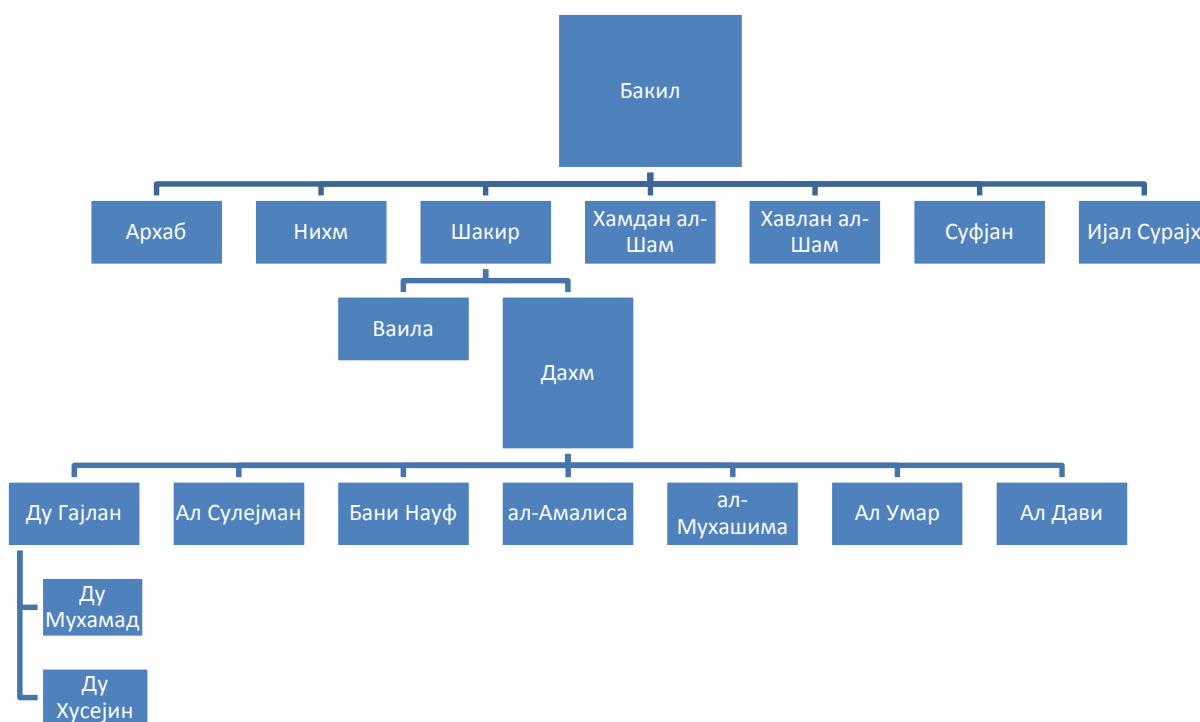 Бакил
Архаб
Нихм
Шакир
Хамдан ал-
Шам
Хавлан ал-
Шам
Суфјан
Ијал Сурајх
Ваила
Дахм
Ду Гајлан
Ал Сулејман
Бани Науф
ал-Амалиса
ал-
Мухашима
Ал Умар
Ал Дави
Ду
Мухамад
Ду
Хусејин